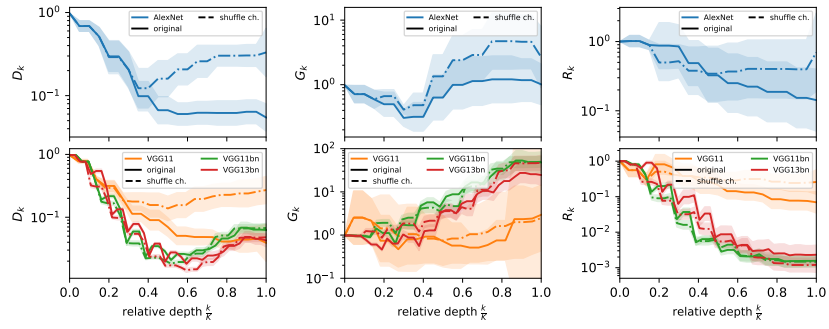 AlexNet
original
shuffle ch.
10⁰
10⁻¹
D_k
AlexNet
original
shuffle ch.
10¹
10⁰
G_k
AlexNet
original
shuffle ch.
10⁰
10⁻¹
R_k
VGG11
original
shuffle ch.
VGG11bn
VGG13bn
10⁰
10⁻¹
D_k
0.0 0.2 0.4 0.6 0.8 1.0
relative depth k/K
VGG11
original
shuffle ch.
VGG11bn
VGG13bn
10²
10¹
10⁰
10⁻¹
G_k
0.0 0.2 0.4 0.6 0.8 1.0
relative depth k/K
VGG11
original
shuffle ch.
VGG11bn
VGG13bn
10⁰
10⁻¹
10⁻²
10⁻³
R_k
0.0 0.2 0.4 0.6 0.8 1.0
relative depth k/K